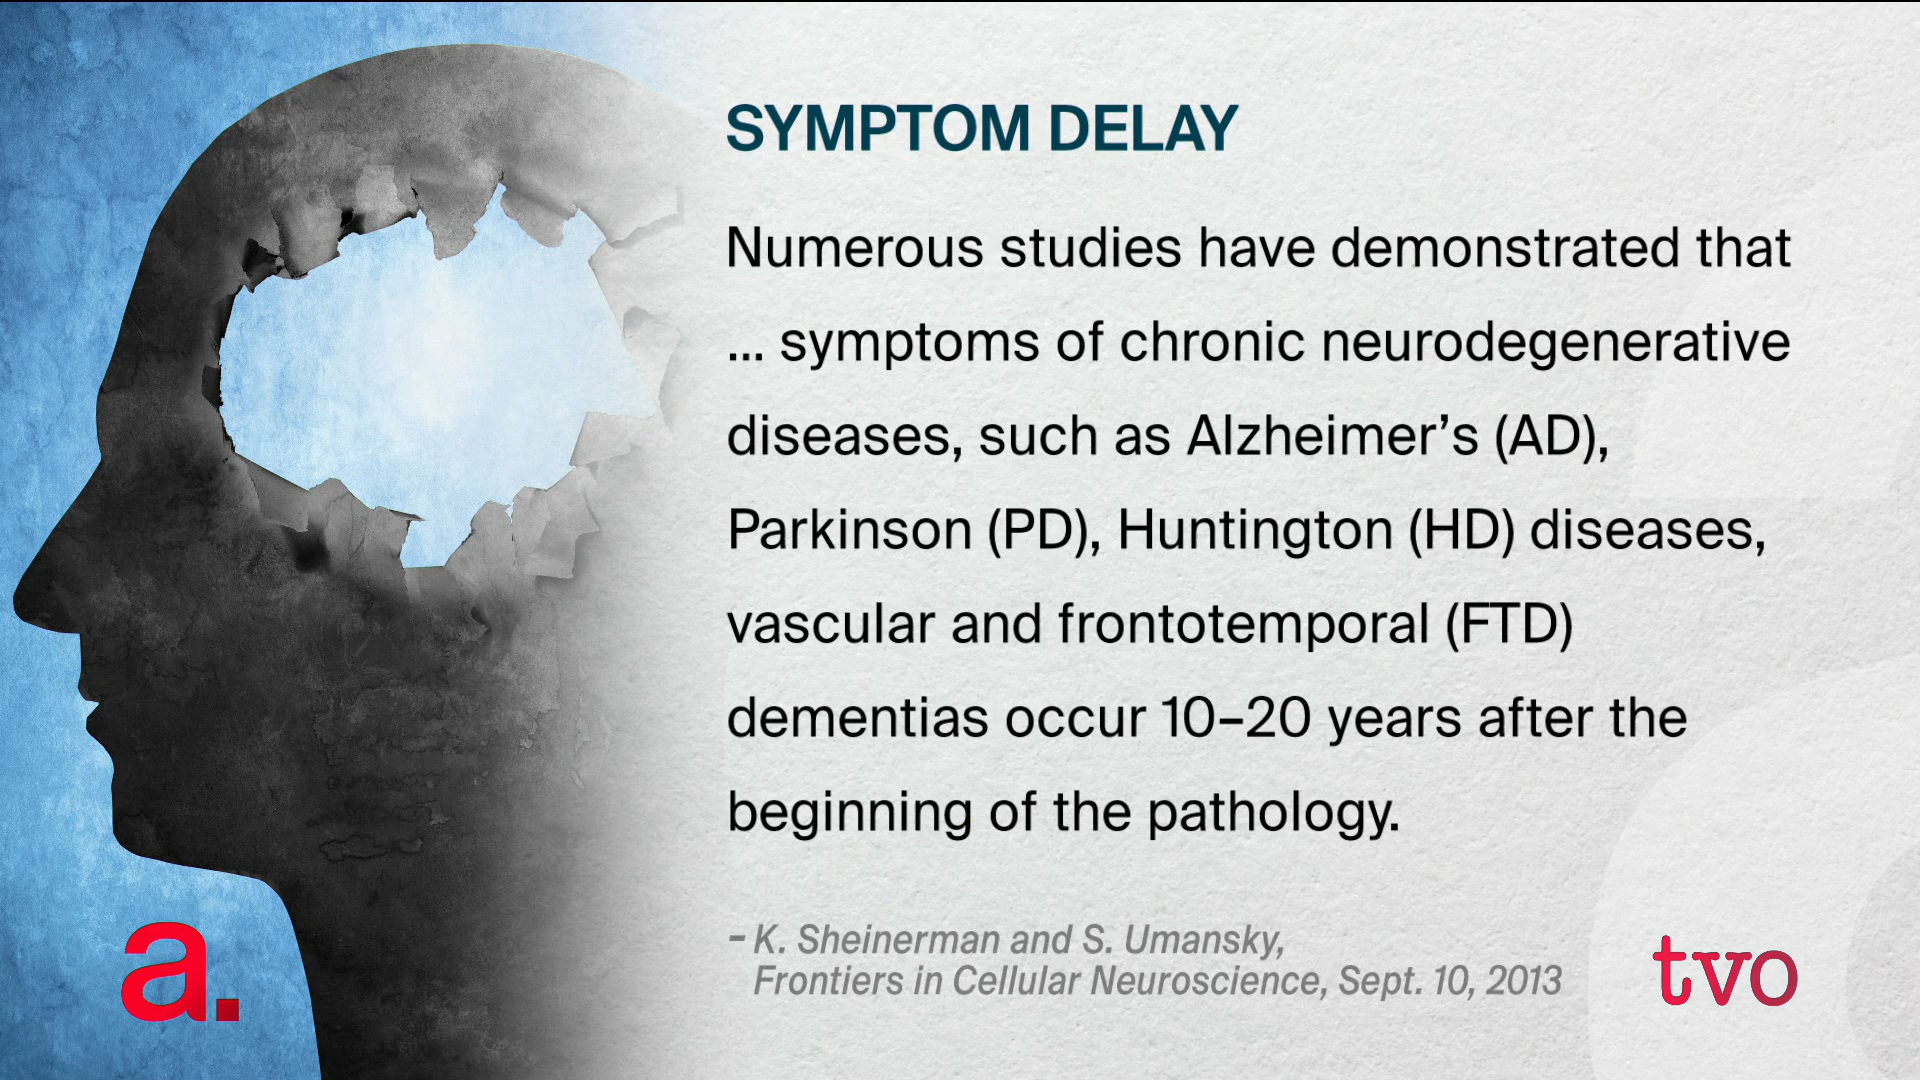 SYMPTOM DELAY
Numerous studies have demonstrated that
... symptoms of chronic neurodegenerative
diseases, such as Alzheimer’s (AD),
Parkinson (PD), Huntington (HD) diseases,
vascular and frontotemporal (FTD)
dementias occur 10–20 years after the
beginning of the pathology.
– K. Sheinerman and S. Umansky,
Frontiers in Cellular Neuroscience, Sept. 10, 2013
a.
tvo